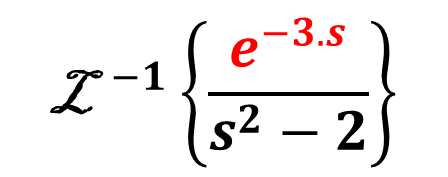 ℒ⁻¹ { e^{−3.s} / (s² − 2) }